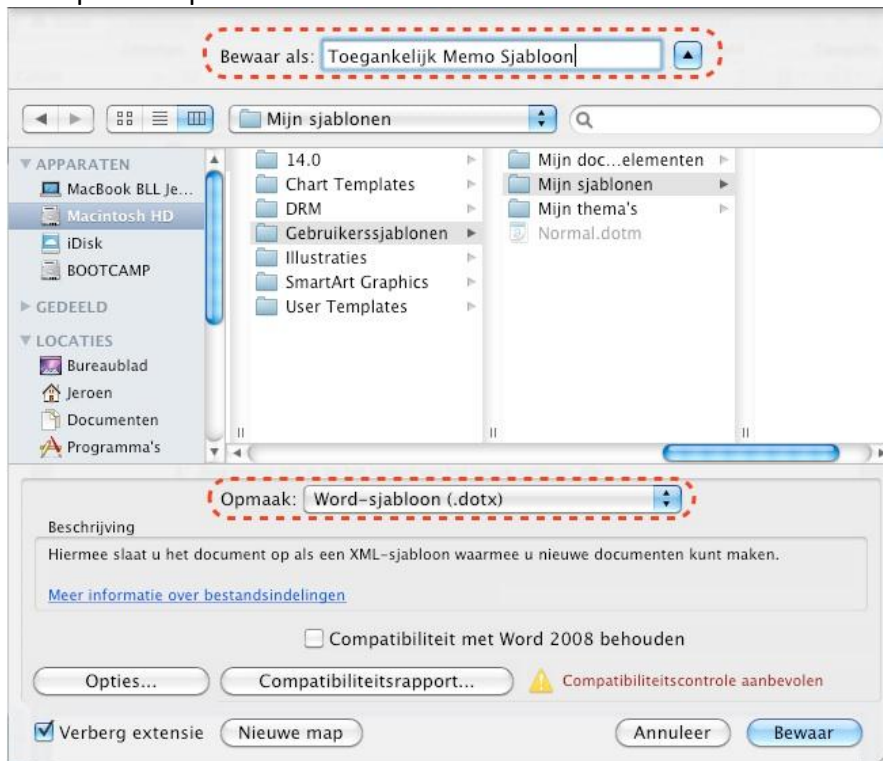 Bewaar als: Toegankelijk Memo Sjabloon
Mijn sjablonen
APPARATEN
MacBook BLL Je...
Macintosh HD
iDisk
BOOTCAMP
GEDEELD
LOCATIES
Bureaublad
Jeroen
Documenten
Programma's
14.0
Chart Templates
DRM
Gebruikerssjablonen
Illustraties
SmartArt Graphics
User Templates
Mijn doc...elementen
Mijn sjablonen
Mijn thema's
Normal.dotm
Opmaak: Word-sjabloon (.dotx)
Beschrijving
Hiermee slaat u het document op als een XML-sjabloon waarmee u nieuwe documenten kunt maken.
Meer informatie over bestandsindelingen
Compatibiliteit met Word 2008 behouden
Opties... Compatibiliteitsrapport... Compatibiliteitscontrole aanbevolen
Verberg extensie Nieuwe map Annuleer Bewaar